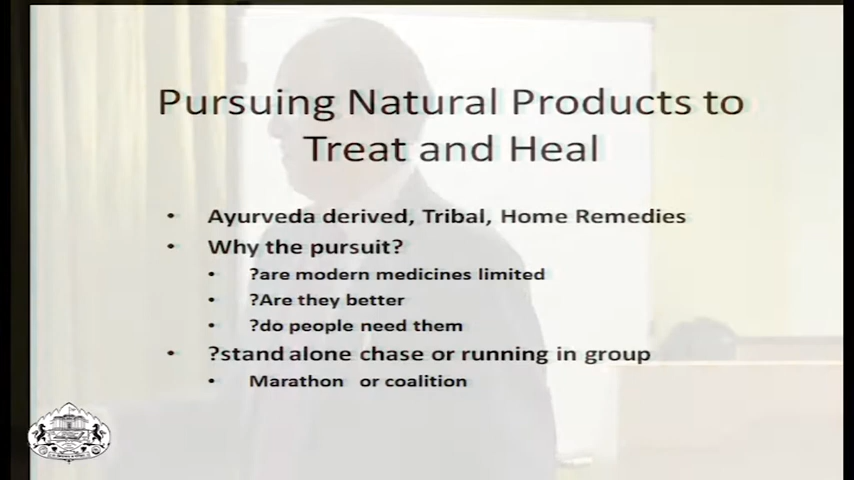 Pursuing Natural Products to
Treat and Heal
• Ayurveda derived, Tribal, Home Remedies
• Why the pursuit?
• ?are modern medicines limited
• ?Are they better
• ?do people need them
• ?stand alone chase or running in group
• Marathon or coalition